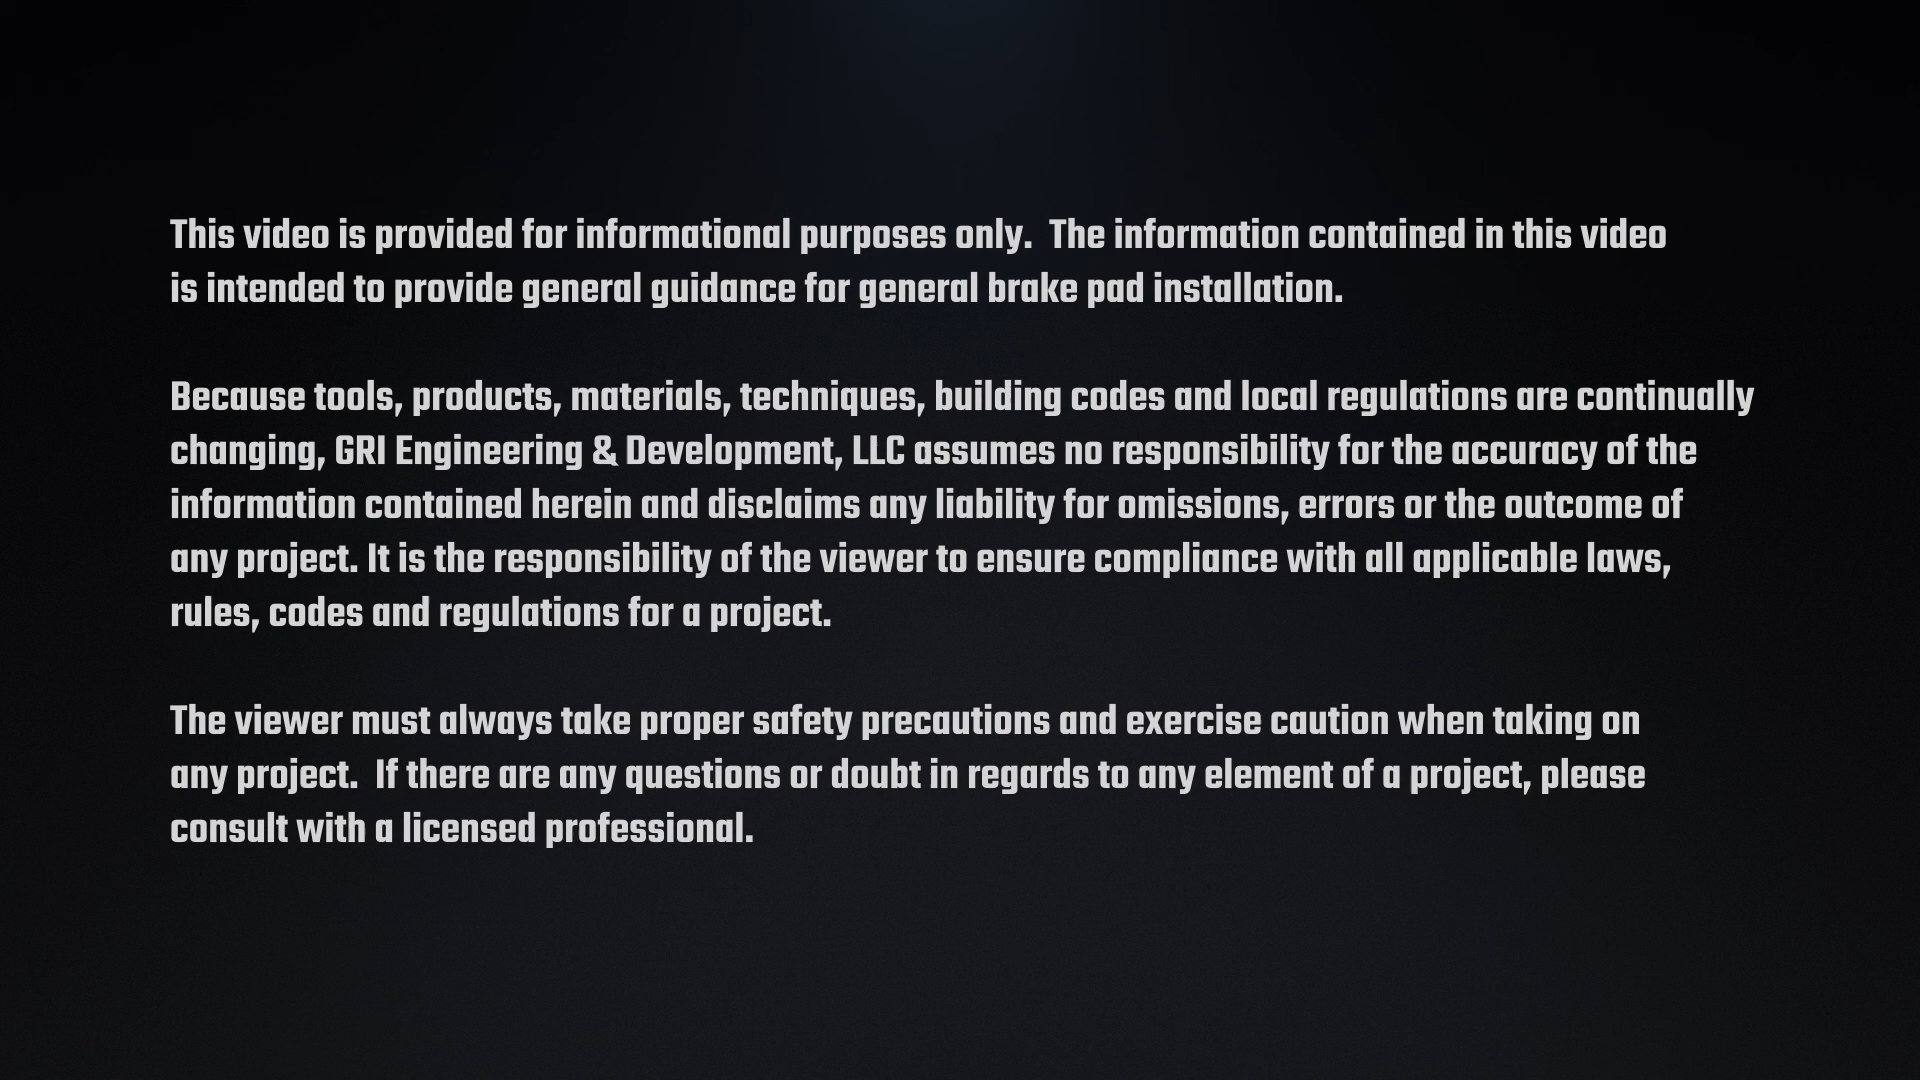 This video is provided for informational purposes only.  The information contained in this video
is intended to provide general guidance for general brake pad installation.
Because tools, products, materials, techniques, building codes and local regulations are continually
changing, GRI Engineering & Development, LLC assumes no responsibility for the accuracy of the
information contained herein and disclaims any liability for omissions, errors or the outcome of
any project. It is the responsibility of the viewer to ensure compliance with all applicable laws,
rules, codes and regulations for a project.
The viewer must always take proper safety precautions and exercise caution when taking on
any project.  If there are any questions or doubt in regards to any element of a project, please
consult with a licensed professional.